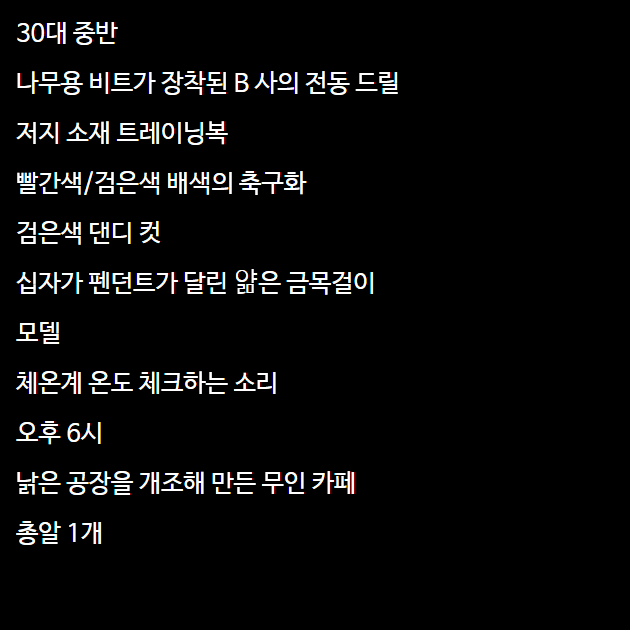 30대 중반
나무용 비트가 장착된 B 사의 전동 드릴
저지 소재 트레이닝복
빨간색/검은색 배색의 축구화
검은색 댄디 컷
십자가 펜던트가 달린 얇은 금목걸이
모델
체온계 온도 체크하는 소리
오후 6시
낡은 공장을 개조해 만든 무인 카페
총알 1개